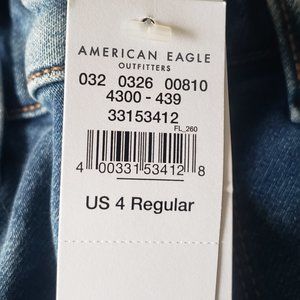 AMERICAN EAGLE
OUTFITTERS
032 0326 00810
4300 - 439
33153412
FL_260
4 00331 53412 8
US 4 Regular